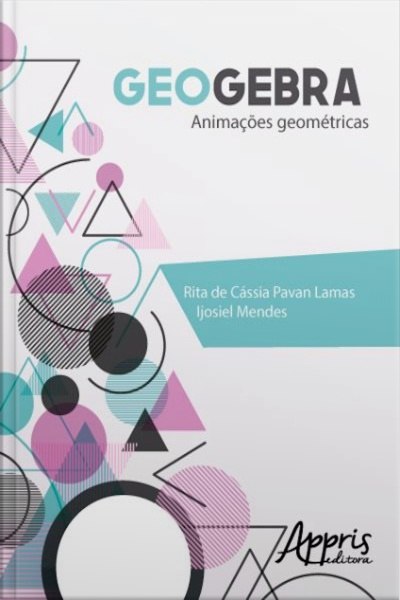 GEOGEBRA
Animações geométricas
Rita de Cássia Pavan Lamas
Ijosiel Mendes
Appris
editora